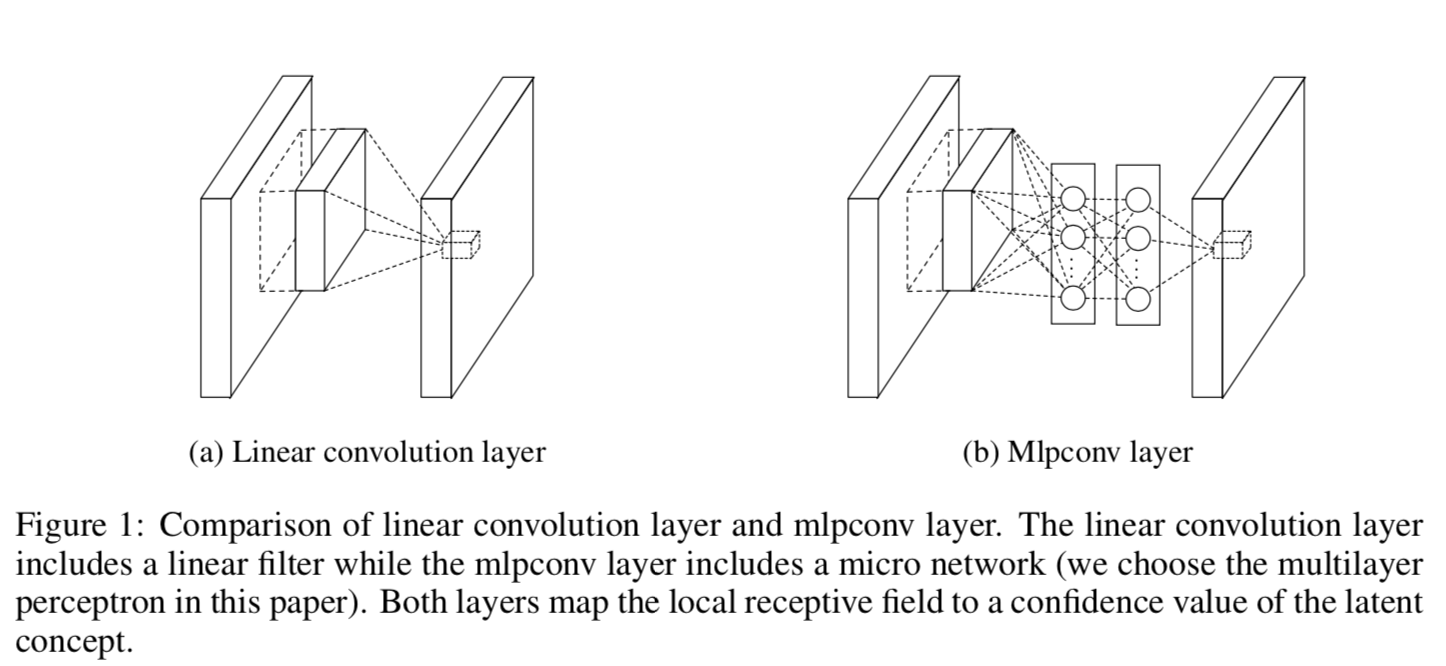 (a) Linear convolution layer
(b) Mlpconv layer
Figure 1: Comparison of linear convolution layer and mlpconv layer. The linear convolution layer
includes a linear filter while the mlpconv layer includes a micro network (we choose the multilayer
perceptron in this paper). Both layers map the local receptive field to a confidence value of the latent
concept.